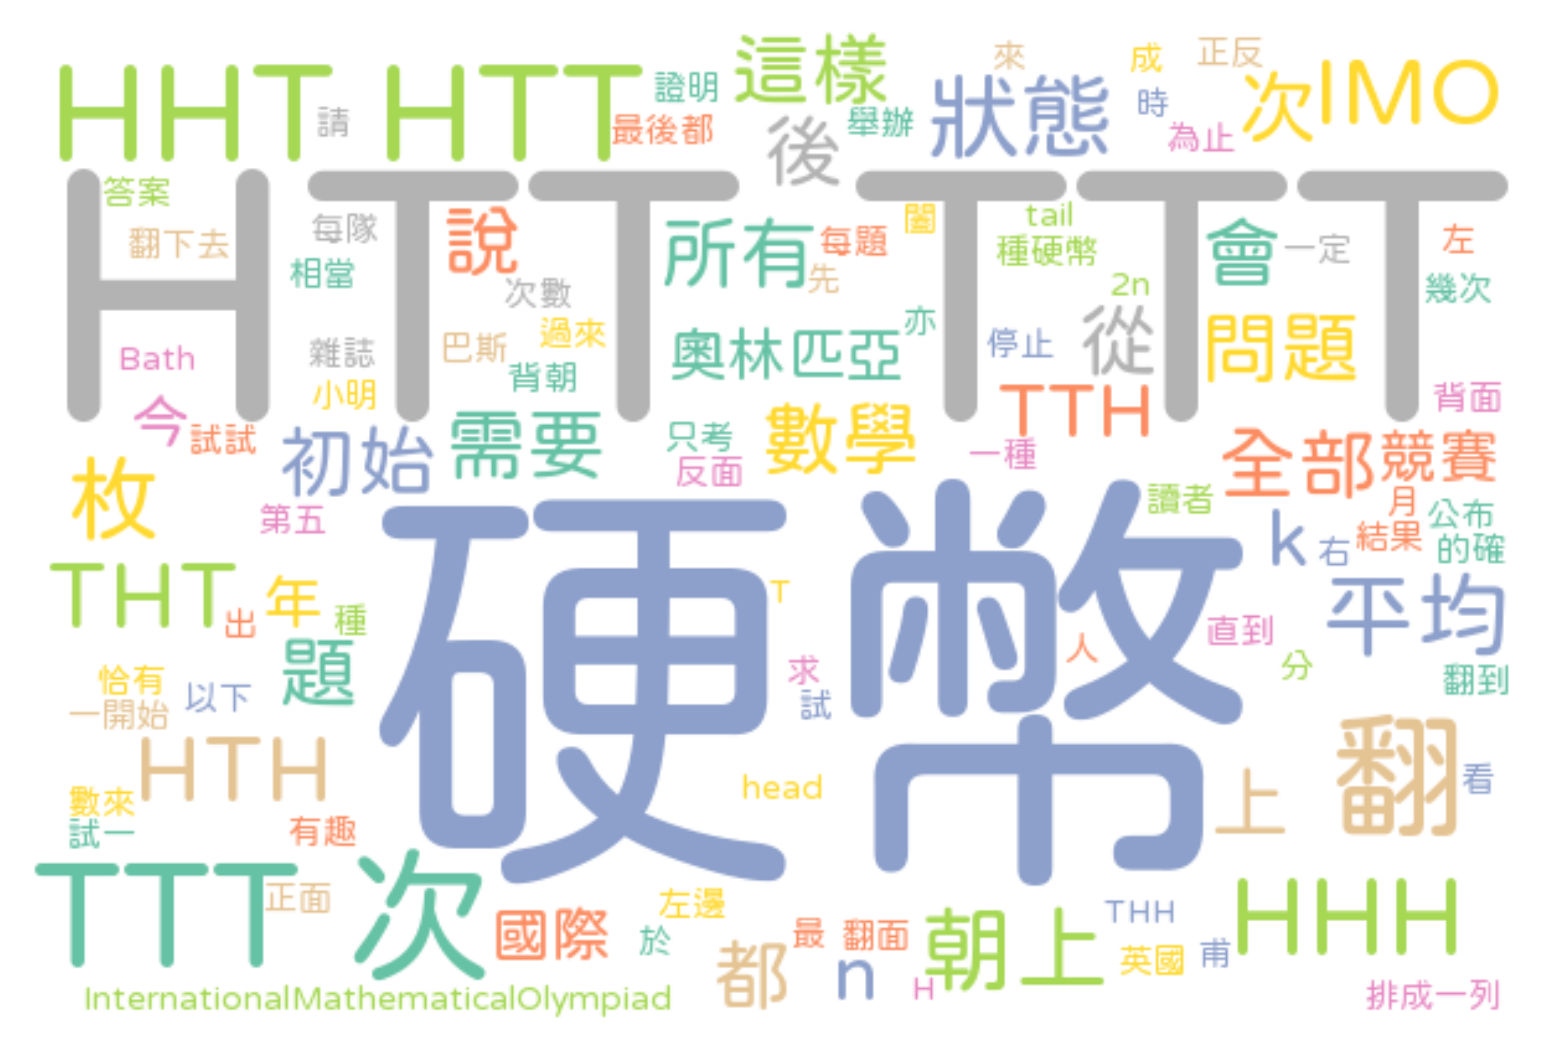 來 成 正反
HHT HTT 證明 這樣 狀態 時 次 IMO
請 最後都 後 舉辦 為止
HTT TTT
答案 說 所有 每題 闔 tail 會 一定 左
翻下去 每隊 種硬幣
相當 次數 先 2n 幾次
Bath 雜誌 巴斯 過來 奧林匹亞 亦 停止 從 問題
小明 背朝 TTH 背面
今 試試 初始 需要 只考 數學 一種 全部 競賽
枚 第五 反面 讀者 月 公布
硬幣 k 右 結果 的確
THT 出 年 種 T 平均
題 求 人 直到 分
恰有 以下 試 翻到
一開始
HTH head 上 翻 看
數來
試一 有趣
TTT 正面 次 國際 於 左邊 最 翻面 朝上 THH HHH
都 n H 英國 甫
InternationalMathematicalOlympiad 排成一列